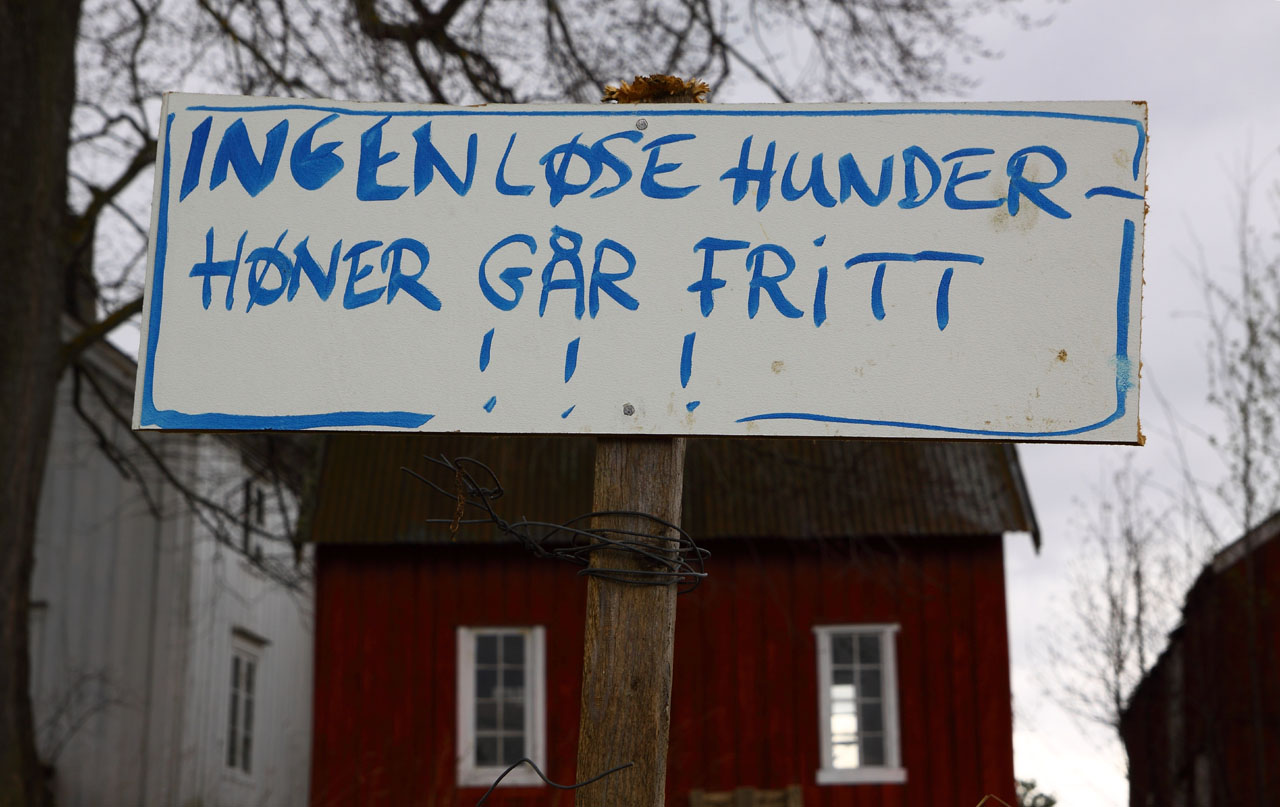 INGEN LØSE HUNDER-
HØNER GÅR FRiTT
! ! !